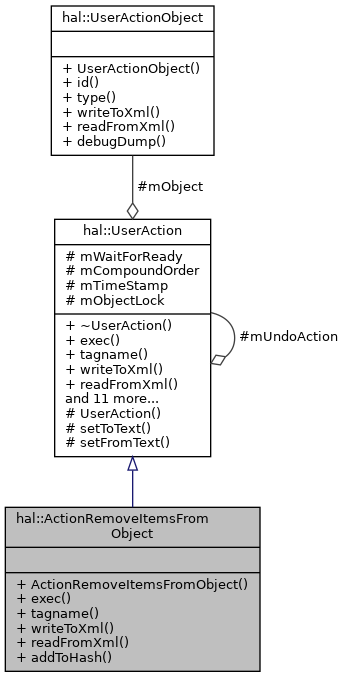 hal::UserActionObject
+ UserActionObject()
+ id()
+ type()
+ writeToXml()
+ readFromXml()
+ debugDump()
#mObject
hal::UserAction
# mWaitForReady
# mCompoundOrder
# mTimeStamp
# mObjectLock
+ ~UserAction()
+ exec()
+ tagname()
+ writeToXml()
+ readFromXml()
and 11 more...
# UserAction()
# setToText()
# setFromText()
#mUndoAction
hal::ActionRemoveItemsFrom
Object
+ ActionRemoveItemsFromObject()
+ exec()
+ tagname()
+ writeToXml()
+ readFromXml()
+ addToHash()